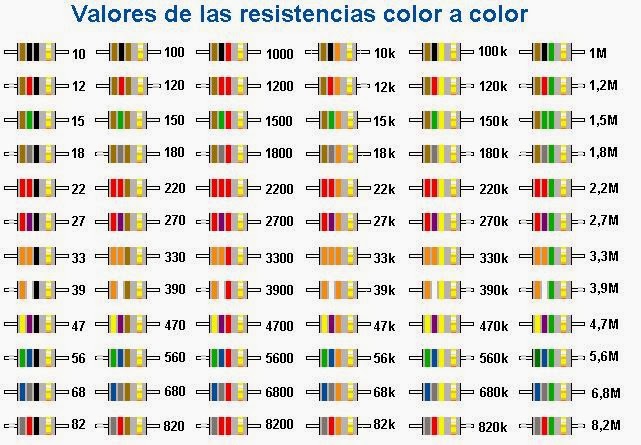 Valores de las resistencias color a color
10 100 1000 10k 100k 1M
12 120 1200 12k 120k 1,2M
15 150 1500 15k 150k 1,5M
18 180 1800 18k 180k 1,8M
22 220 2200 22k 220k 2,2M
27 270 2700 27k 270k 2,7M
33 330 3300 33k 330k 3,3M
39 390 3900 39k 390k 3,9M
47 470 4700 47k 470k 4,7M
56 560 5600 56k 560k 5,6M
68 680 6800 68k 680k 6,8M
82 820 8200 82k 820k 8,2M